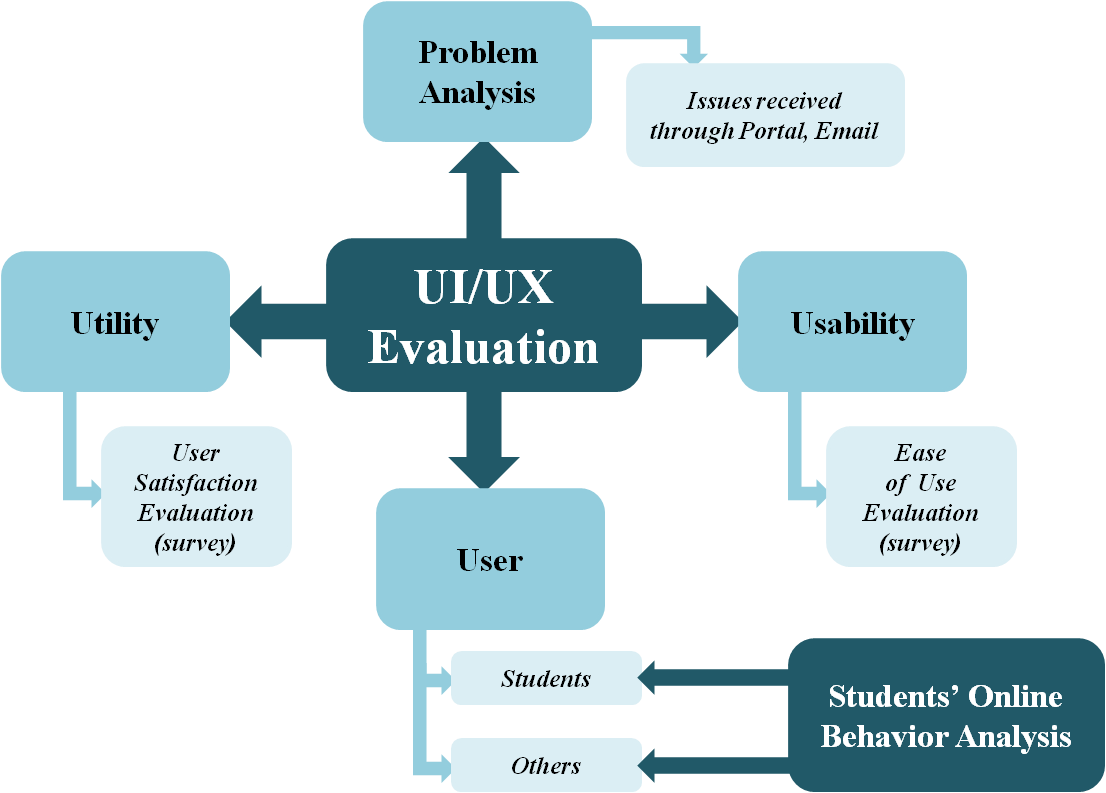 Problem
Analysis
Issues received
through Portal, Email
UI/UX
Evaluation
Utility
Usability
User
Satisfaction
Evaluation
(survey)
Ease
of Use
Evaluation
(survey)
User
Students
Others
Students’ Online
Behavior Analysis